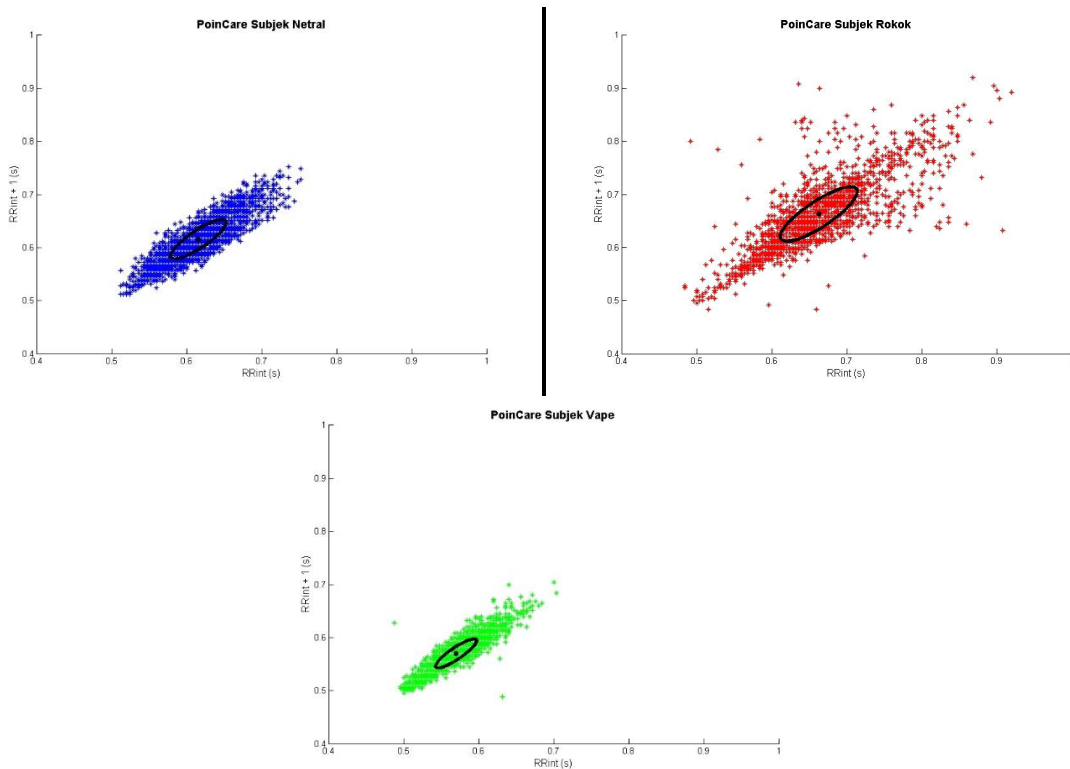 PoinCare Subjek Netral
1
0.9
0.8
0.7
0.6
0.5
0.4
RRint + 1 (s)
0.4 0.5 0.6 0.7 0.8 0.9 1
RRint (s)
PoinCare Subjek Rokok
1
0.9
0.8
0.7
0.6
0.5
0.4
RRint + 1 (s)
0.4 0.5 0.6 0.7 0.8 0.9
RRint (s)
PoinCare Subjek Vape
1
0.9
0.8
0.7
0.6
0.5
0.4
RRint + 1 (s)
0.4 0.5 0.6 0.7 0.8 0.9 1
RRint (s)